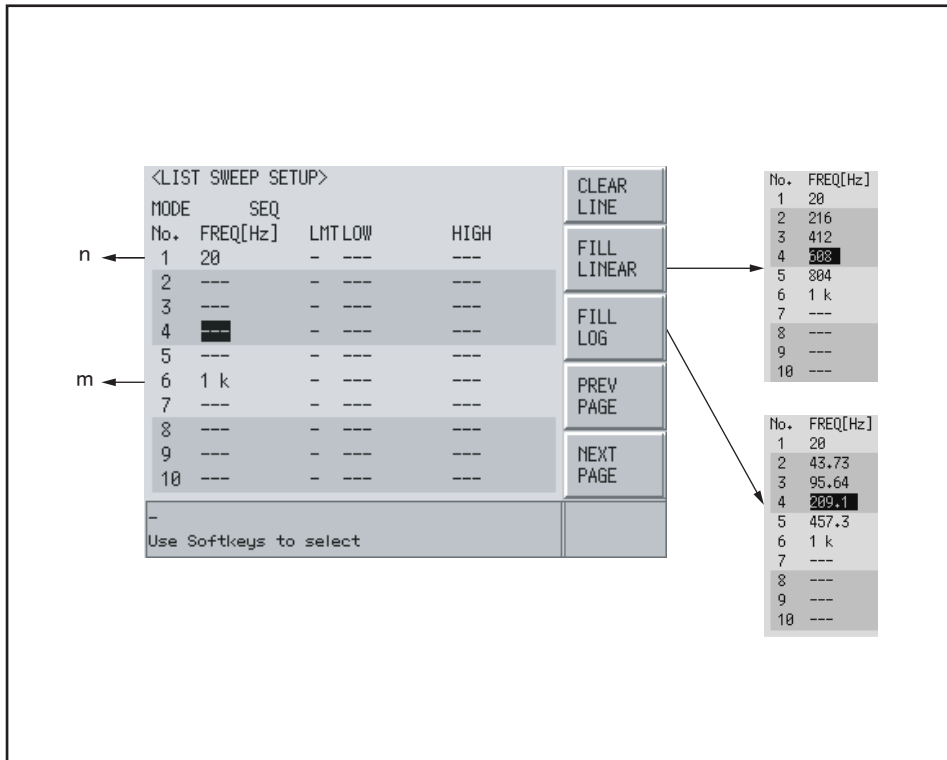 <LIST SWEEP SETUP>
MODE SEQ
No. FREQ[Hz] LMT LOW HIGH
n 1 20 - --- ---
2 --- - --- ---
3 --- - --- ---
4 --- - --- ---
5 --- - --- ---
m 6 1 k - --- ---
7 --- - --- ---
8 --- - --- ---
9 --- - --- ---
10 --- - --- ---
-
Use Softkeys to select
CLEAR
LINE
FILL
LINEAR
FILL
LOG
PREV
PAGE
NEXT
PAGE
No. FREQ[Hz]
1 20
2 216
3 412
4 608
5 804
6 1 k
7 ---
8 ---
9 ---
10 ---
No. FREQ[Hz]
1 20
2 43.73
3 95.64
4 209.1
5 457.3
6 1 k
7 ---
8 ---
9 ---
10 ---